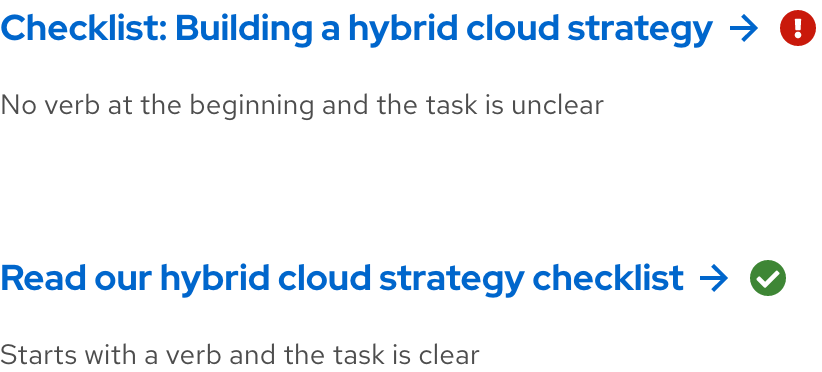 Checklist: Building a hybrid cloud strategy →
No verb at the beginning and the task is unclear
Read our hybrid cloud strategy checklist →
Starts with a verb and the task is clear